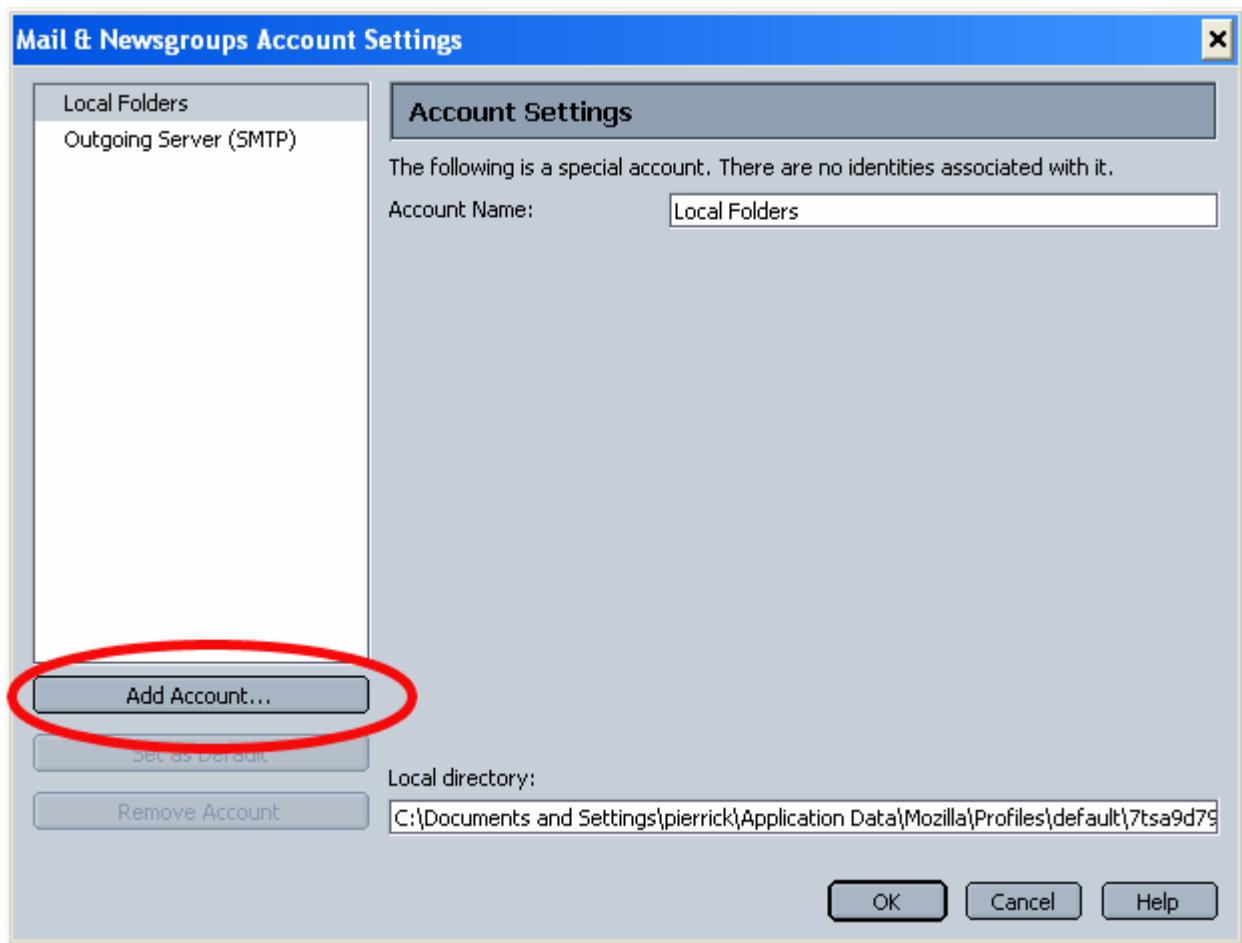 Mail & Newsgroups Account Settings
Local Folders
Outgoing Server (SMTP)
Account Settings
The following is a special account. There are no identities associated with it.
Account Name:
Local Folders
Add Account...
Set as Default
Remove Account
Local directory:
C:\Documents and Settings\pierrick\Application Data\Mozilla\Profiles\default\7tsa9d79
OK
Cancel
Help